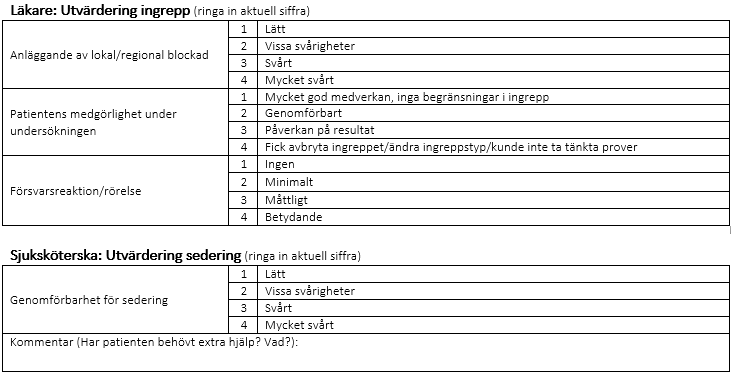 Läkare: Utvärdering ingrepp (ringa in aktuell siffra)
Anläggande av lokal/regional blockad
1 Lätt
2 Vissa svårigheter
3 Svårt
4 Mycket svårt
Patientens medgörlighet under
undersökningen
1 Mycket god medverkan, inga begränsningar i ingrepp
2 Genomförbart
3 Påverkan på resultat
4 Fick avbryta ingreppet/ändra ingreppstyp/kunde inte ta tänkta prover
Försvarsreaktion/rörelse
1 Ingen
2 Minimalt
3 Måttligt
4 Betydande
Sjuksköterska: Utvärdering sedering (ringa in aktuell siffra)
Genomförbarhet för sedering
1 Lätt
2 Vissa svårigheter
3 Svårt
4 Mycket svårt
Kommentar (Har patienten behövt extra hjälp? Vad?):